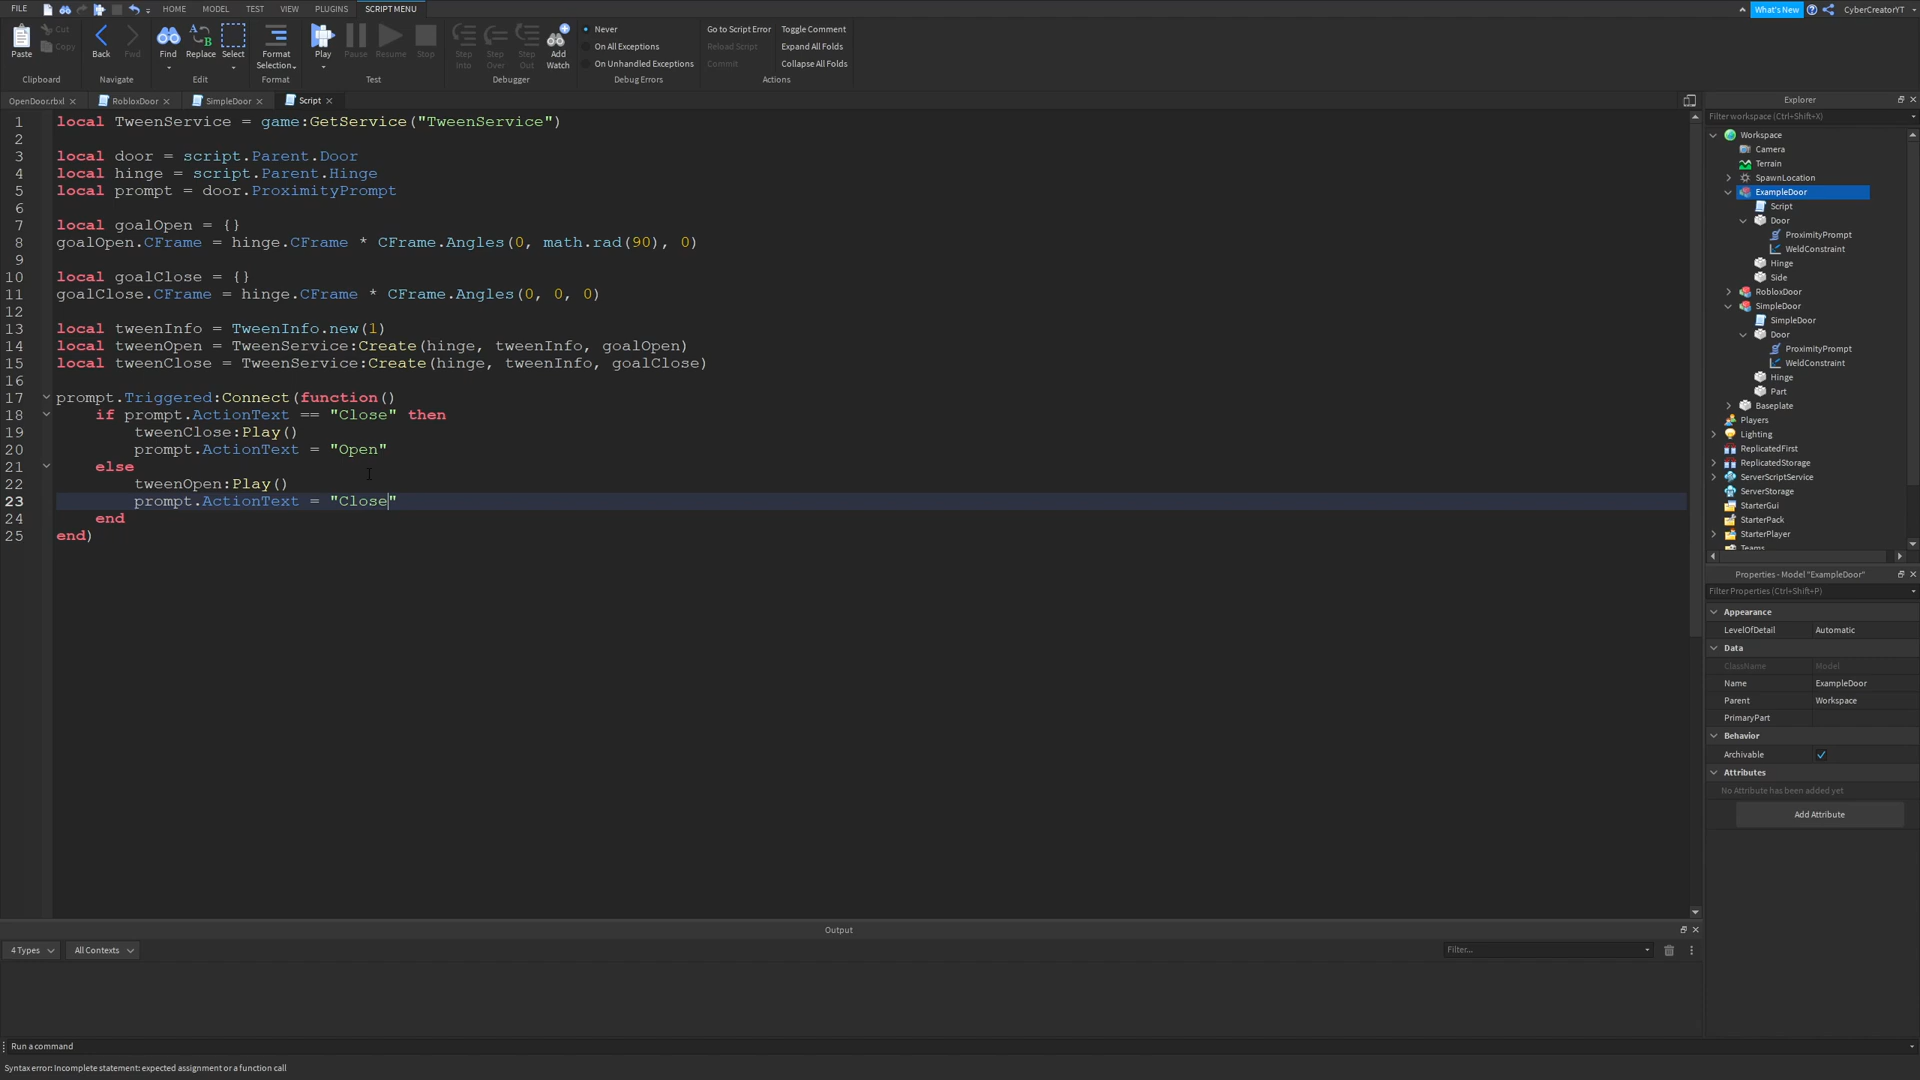 FILE HOME MODEL TEST VIEW PLUGINS SCRIPT MENU What's New CyberCreatorYT
Paste Cut Copy Back Fwd Find Replace Select Format Selection Play Pause Resume Stop Step Into Step Over Step Out Add Watch
Never Go to Script Error Toggle Comment
On All Exceptions Reload Script Expand All Folds
On Unhandled Exceptions Commit Collapse All Folds
Clipboard Navigate Edit Format Test Debugger Debug Errors Actions
OpenDoor.rbxl RobloxDoor SimpleDoor Script
1 local TweenService = game:GetService("TweenService")
2
3 local door = script.Parent.Door
4 local hinge = script.Parent.Hinge
5 local prompt = door.ProximityPrompt
6
7 local goalOpen = {}
8 goalOpen.CFrame = hinge.CFrame * CFrame.Angles(0, math.rad(90), 0)
9
10 local goalClose = {}
11 goalClose.CFrame = hinge.CFrame * CFrame.Angles(0, 0, 0)
12
13 local tweenInfo = TweenInfo.new(1)
14 local tweenOpen = TweenService:Create(hinge, tweenInfo, goalOpen)
15 local tweenClose = TweenService:Create(hinge, tweenInfo, goalClose)
16
17 prompt.Triggered:Connect(function()
18 if prompt.ActionText == "Close" then
19 tweenClose:Play()
20 prompt.ActionText = "Open"
21 else
22 tweenOpen:Play()
23 prompt.ActionText = "Close"
24 end
25 end)
Explorer
Filter workspace (Ctrl+Shift+X)
Workspace
Camera
Terrain
SpawnLocation
ExampleDoor
Script
Door
ProximityPrompt
WeldConstraint
Hinge
Side
RobloxDoor
SimpleDoor
SimpleDoor
Door
ProximityPrompt
WeldConstraint
Hinge
Part
Baseplate
Players
Lighting
ReplicatedFirst
ReplicatedStorage
ServerScriptService
ServerStorage
StarterGui
StarterPack
StarterPlayer
Teams
Properties - Model "ExampleDoor"
Filter Properties (Ctrl+Shift+P)
Appearance
LevelOfDetail Automatic
Data
ClassName Model
Name ExampleDoor
Parent Workspace
PrimaryPart
Behavior
Archivable
Attributes
No Attribute has been added yet
Add Attribute
Output
4 Types All Contexts Filter...
Run a command
Syntax error: Incomplete statement: expected assignment or a function call